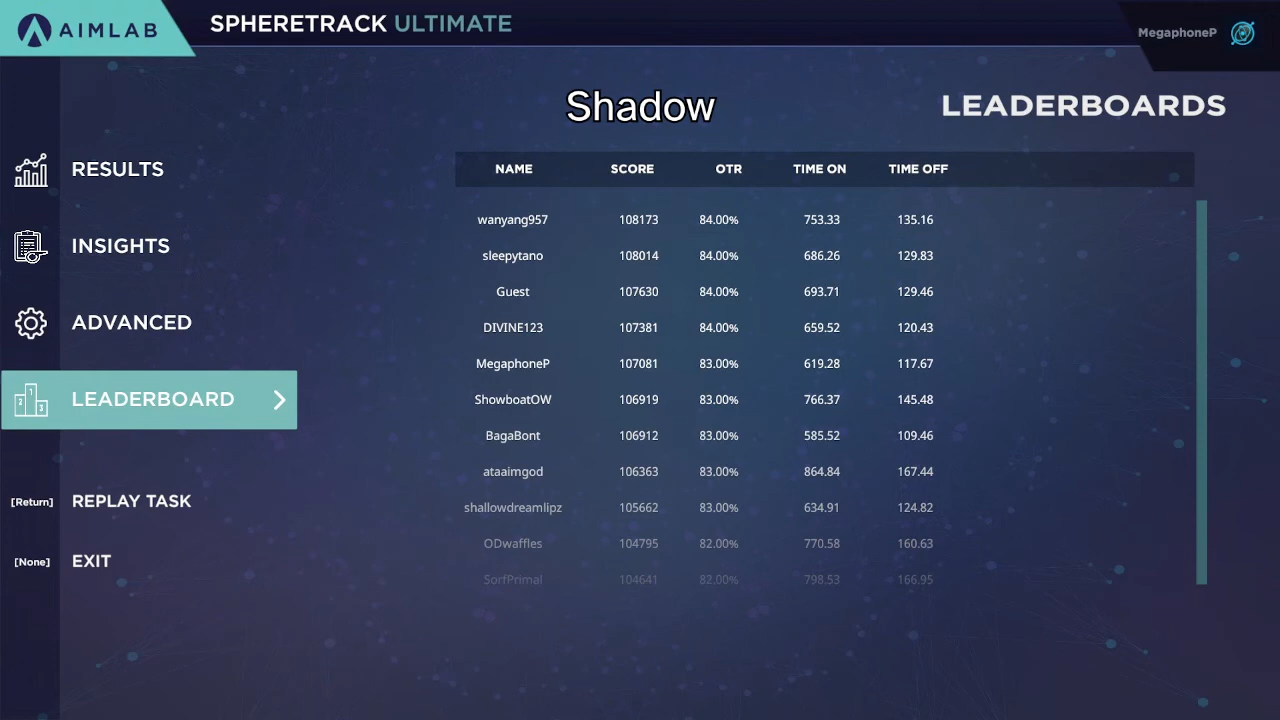 AIMLAB
SPHERETRACK ULTIMATE
MegaphoneP
Shadow
LEADERBOARDS
RESULTS
INSIGHTS
ADVANCED
1
2
3
LEADERBOARD
[Return] REPLAY TASK
[None] EXIT
NAME SCORE OTR TIME ON TIME OFF
wanyang957 108173 84.00% 753.33 135.16
sleepytano 108014 84.00% 686.26 129.83
Guest 107630 84.00% 693.71 129.46
DIVINE123 107381 84.00% 659.52 120.43
MegaphoneP 107081 83.00% 619.28 117.67
ShowboatOW 106919 83.00% 766.37 145.48
BagaBont 106912 83.00% 585.52 109.46
ataaimgod 106363 83.00% 864.84 167.44
shallowdreamlipz 105662 83.00% 634.91 124.82
ODwaffles 104795 82.00% 770.58 160.63
SorfPrimal 104641 82.00% 798.53 166.95